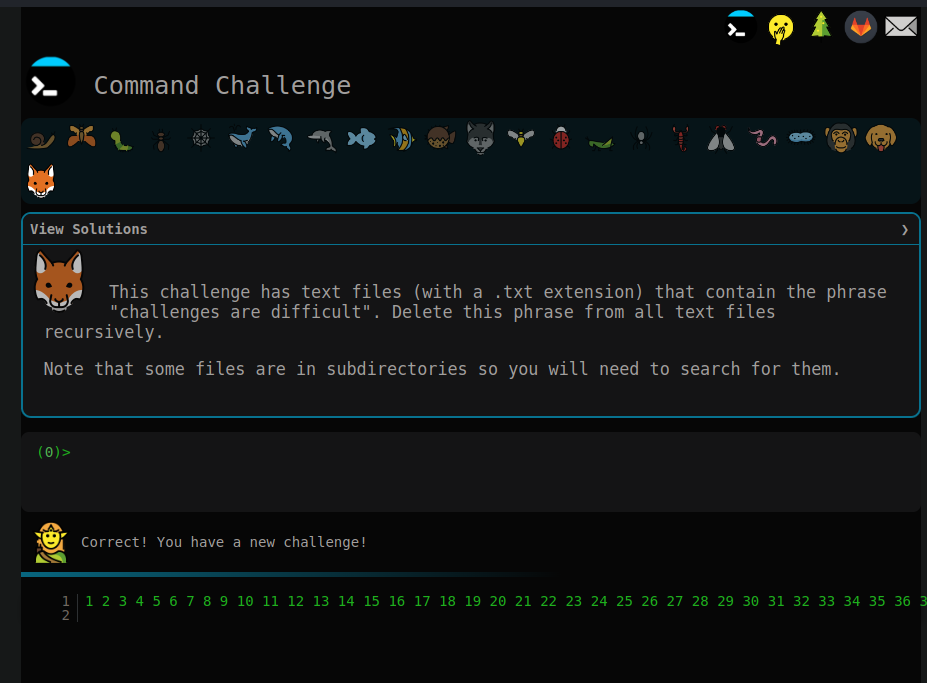 Command Challenge
View Solutions ❯
This challenge has text files (with a .txt extension) that contain the phrase
"challenges are difficult". Delete this phrase from all text files
recursively.
Note that some files are in subdirectories so you will need to search for them.
(0)>
Correct! You have a new challenge!
1 1 2 3 4 5 6 7 8 9 10 11 12 13 14 15 16 17 18 19 20 21 22 23 24 25 26 27 28 29 30 31 32 33 34 35 36
2